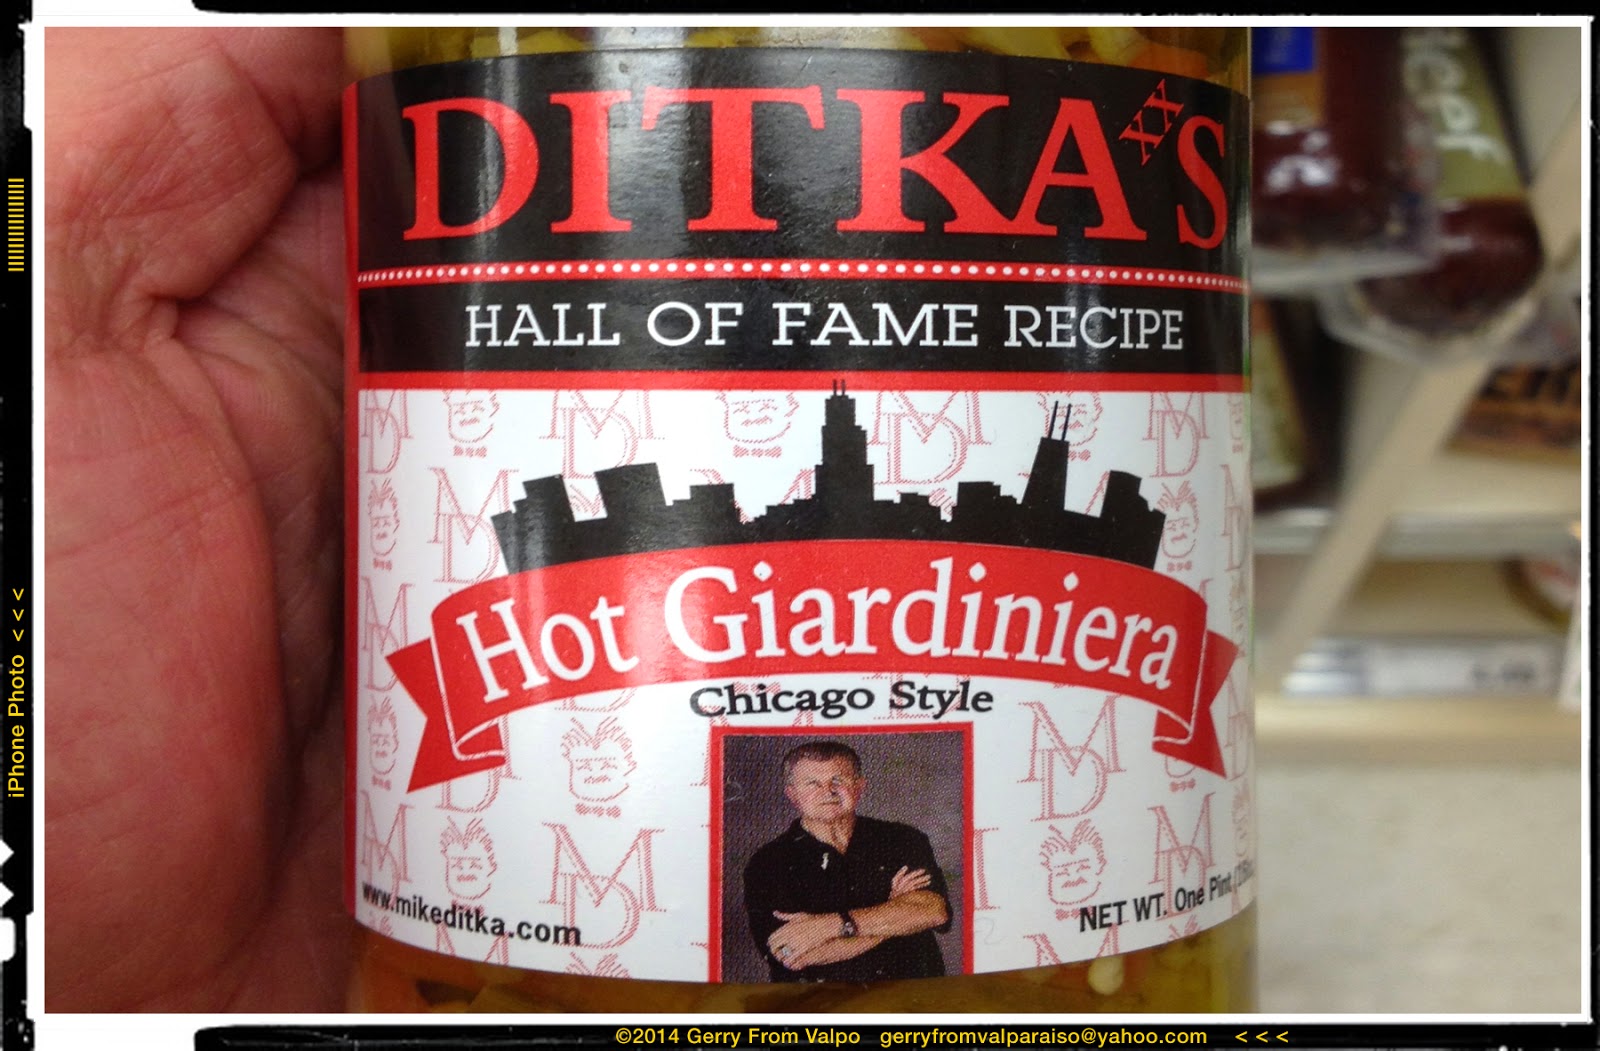 DITKA'S
XX
HALL OF FAME RECIPE
Hot Giardiniera
Chicago Style
www.mikeditka.com
NET WT. One Pint
iPhone Photo < < <
©2014 Gerry From Valpo gerryfromvalparaiso@yahoo.com < < <